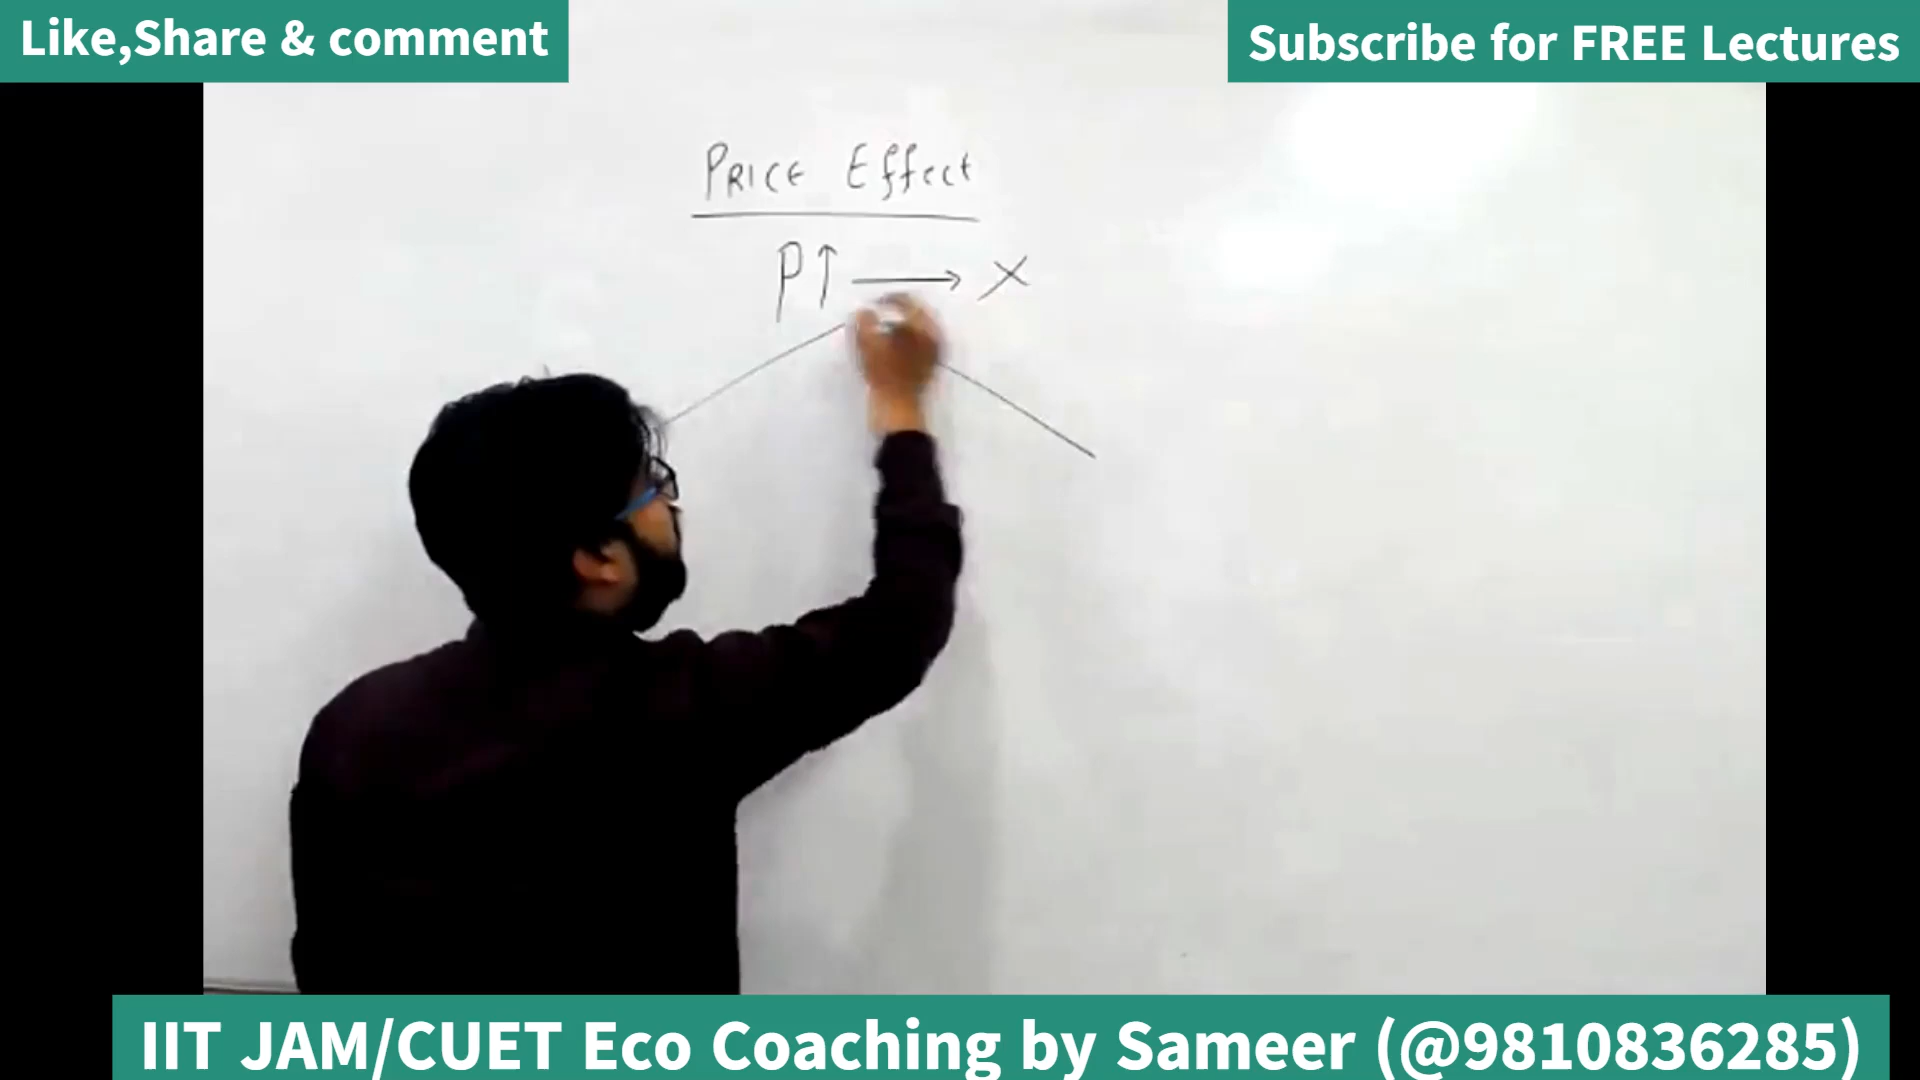 Like,Share & comment
Subscribe for FREE Lectures
PRICE Effect
P↑ → X
IIT JAM/CUET Eco Coaching by Sameer (@9810836285)